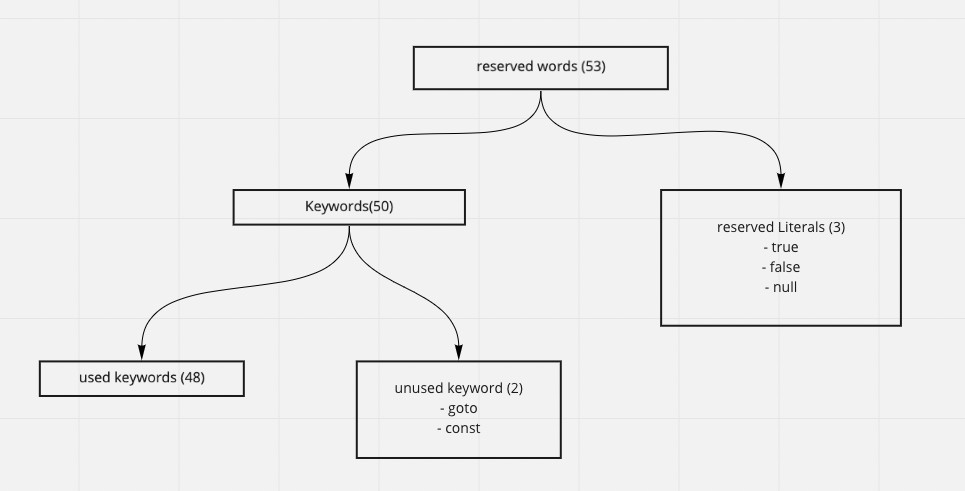 reserved words (53)
Keywords(50)
reserved Literals (3)
- true
- false
- null
used keywords (48)
unused keyword (2)
- goto
- const